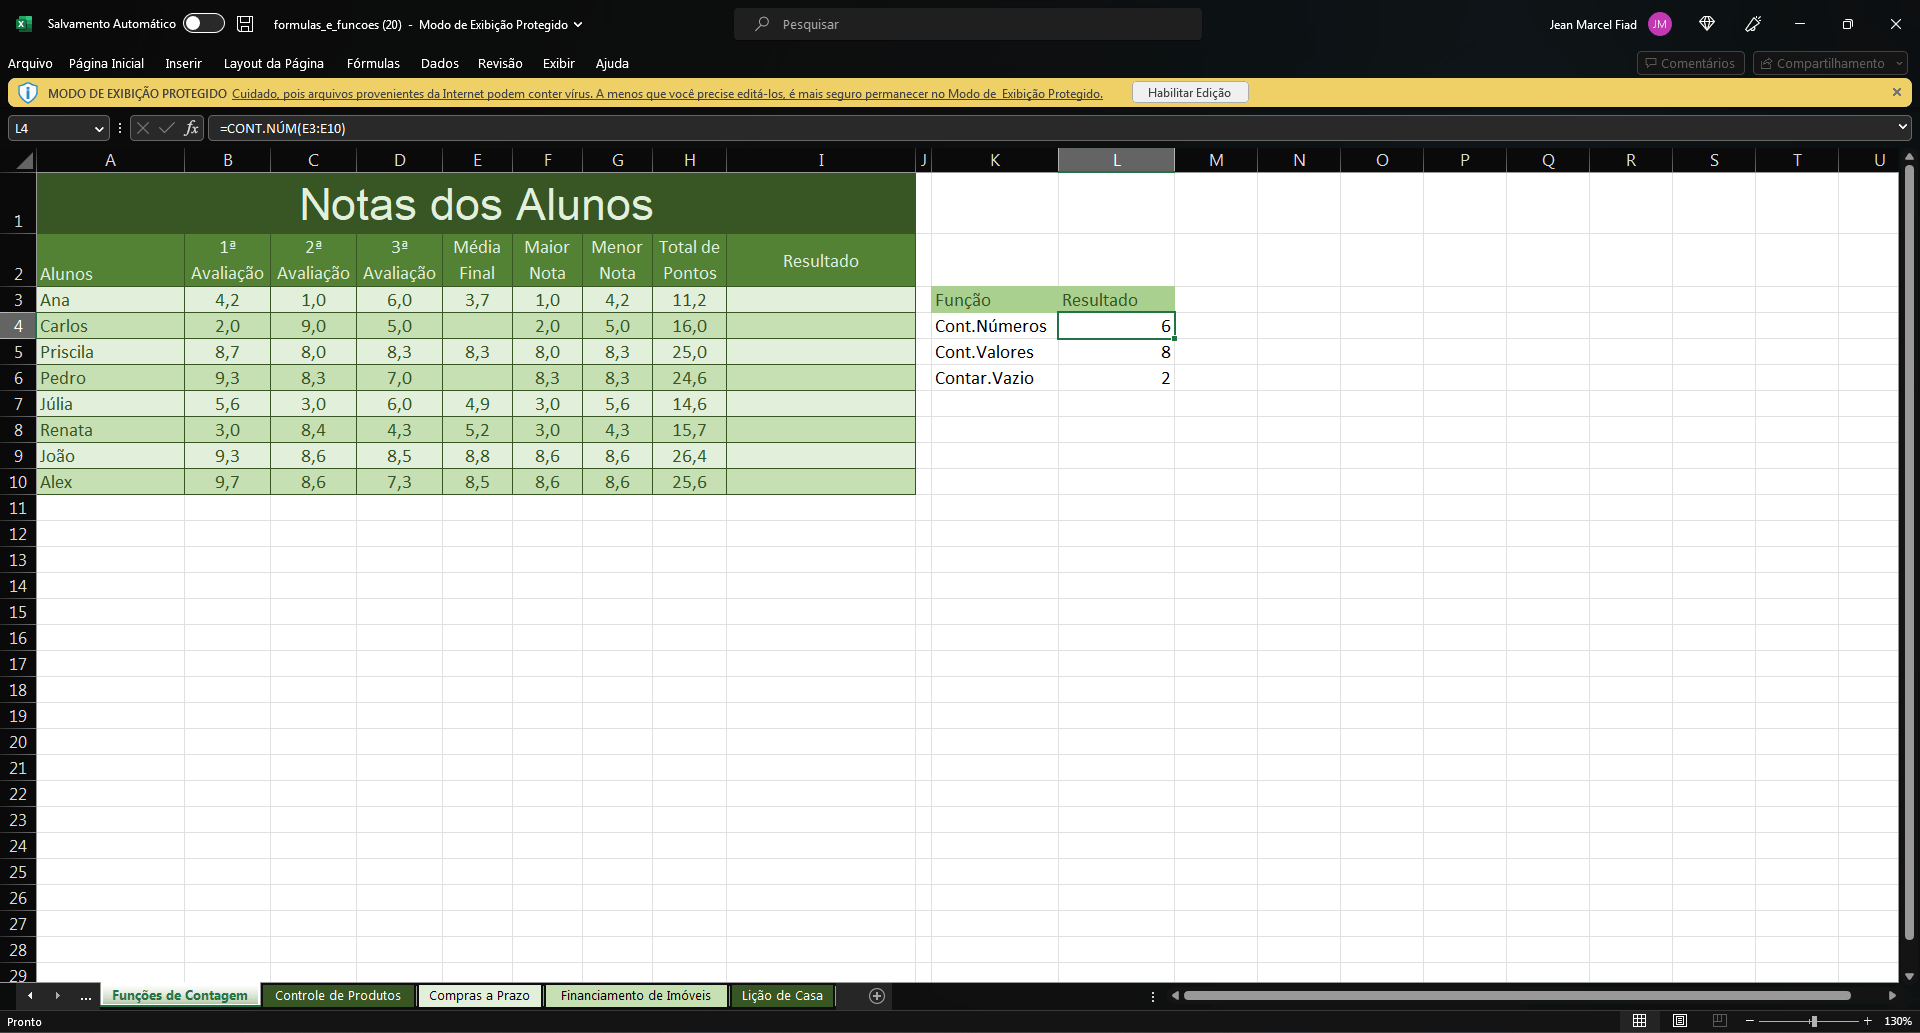 Salvamento Automático
formulas_e_funcoes (20) - Modo de Exibição Protegido
Pesquisar
Jean Marcel Fiad
JM
Arquivo Página Inicial Inserir Layout da Página Fórmulas Dados Revisão Exibir Ajuda
Comentários Compartilhamento
MODO DE EXIBIÇÃO PROTEGIDO Cuidado, pois arquivos provenientes da Internet podem conter vírus. A menos que você precise editá-los, é mais seguro permanecer no Modo de Exibição Protegido.
Habilitar Edição
L4 fx =CONT.NÚM(E3:E10)
A B C D E F G H I J K L M N O P Q R S T U
1 Notas dos Alunos
2 Alunos 1ª Avaliação 2ª Avaliação 3ª Avaliação Média Final Maior Nota Menor Nota Total de Pontos Resultado
3 Ana 4,2 1,0 6,0 3,7 1,0 4,2 11,2 Função Resultado
4 Carlos 2,0 9,0 5,0 2,0 5,0 16,0 Cont.Números 6
5 Priscila 8,7 8,0 8,3 8,3 8,0 8,3 25,0 Cont.Valores 8
6 Pedro 9,3 8,3 7,0 8,3 8,3 24,6 Contar.Vazio 2
7 Júlia 5,6 3,0 6,0 4,9 3,0 5,6 14,6
8 Renata 3,0 8,4 4,3 5,2 3,0 4,3 15,7
9 João 9,3 8,6 8,5 8,8 8,6 8,6 26,4
10 Alex 9,7 8,6 7,3 8,5 8,6 8,6 25,6
11
12
13
14
15
16
17
18
19
20
21
22
23
24
25
26
27
28
29
... Funções de Contagem Controle de Produtos Compras a Prazo Financiamento de Imóveis Lição de Casa
Pronto
130%